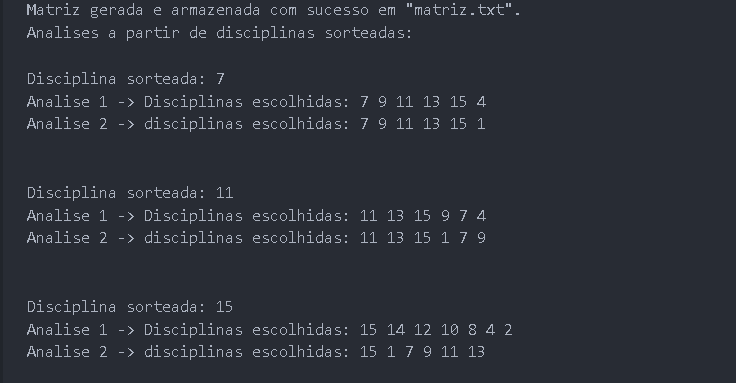 Matriz gerada e armazenada com sucesso em "matriz.txt".
Analises a partir de disciplinas sorteadas:
Disciplina sorteada: 7
Analise 1 -> Disciplinas escolhidas: 7 9 11 13 15 4
Analise 2 -> disciplinas escolhidas: 7 9 11 13 15 1
Disciplina sorteada: 11
Analise 1 -> Disciplinas escolhidas: 11 13 15 9 7 4
Analise 2 -> disciplinas escolhidas: 11 13 15 1 7 9
Disciplina sorteada: 15
Analise 1 -> Disciplinas escolhidas: 15 14 12 10 8 4 2
Analise 2 -> disciplinas escolhidas: 15 1 7 9 11 13